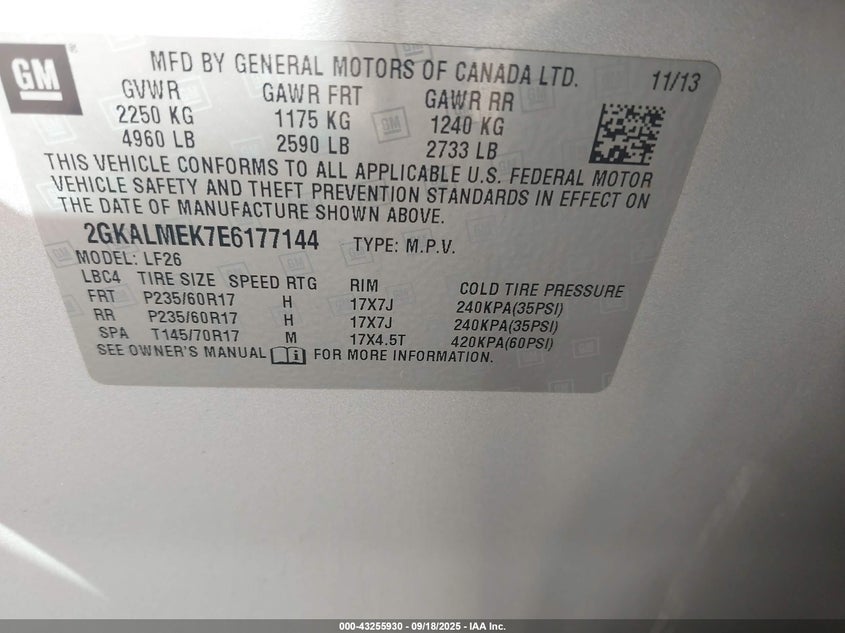 GM
MFD BY GENERAL MOTORS OF CANADA LTD. 11/13
GVWR GAWR FRT GAWR RR
2250 KG 1175 KG 1240 KG
4960 LB 2590 LB 2733 LB
THIS VEHICLE CONFORMS TO ALL APPLICABLE U.S. FEDERAL MOTOR
VEHICLE SAFETY AND THEFT PREVENTION STANDARDS IN EFFECT ON
THE DATE OF MANUFACTURE SHOWN ABOVE.
2GKALMEK7E6177144 TYPE: M.P.V.
MODEL: LF26
LBC4 TIRE SIZE SPEED RTG RIM COLD TIRE PRESSURE
FRT P235/60R17 H 17X7J 240KPA(35PSI)
RR P235/60R17 H 17X7J 240KPA(35PSI)
SPA T145/70R17 M 17X4.5T 420KPA(60PSI)
SEE OWNER'S MANUAL FOR MORE INFORMATION.
000-43255930 - 09/18/2025 - IAA Inc.